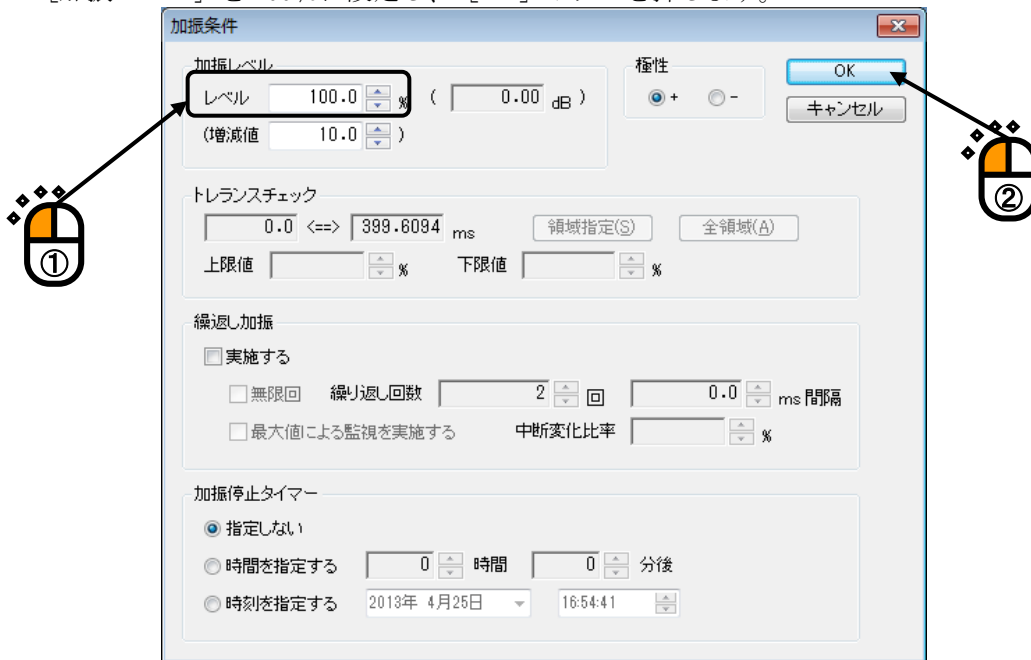 加振条件
加振レベル
レベル 100.0 % ( 0.00 dB )
(増減値 10.0 )
極性
+ -
OK
キャンセル
①
②
トレランスチェック
0.0 <==> 399.6094 ms 領域指定(S) 全領域(A)
上限値 % 下限値 %
繰返し加振
実施する
無限回 繰り返し回数 2 回 0.0 ms 間隔
最大値による監視を実施する 中断変化比率 %
加振停止タイマー
指定しない
時間を指定する 0 時間 0 分後
時刻を指定する 2013年 4月25日 16:54:41